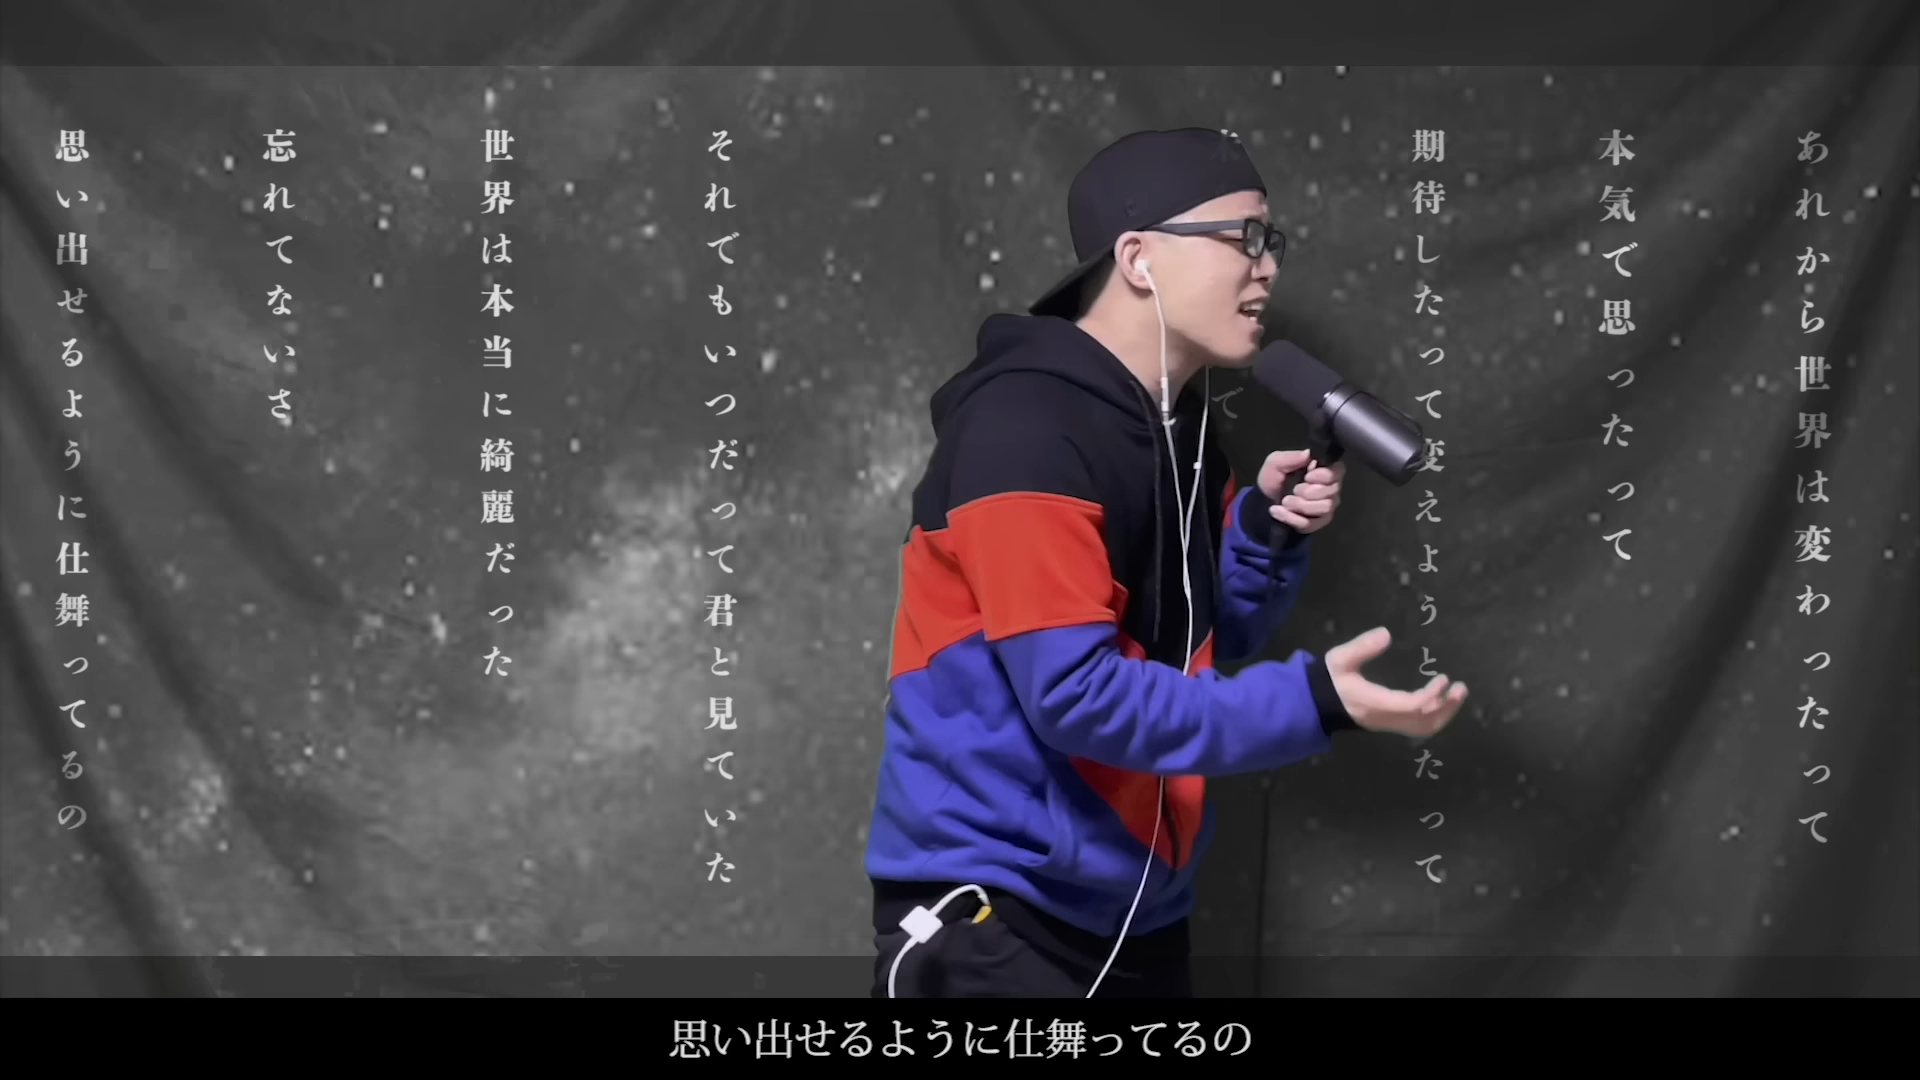 あれから世界は変わったって
本気で思ったって
期待したって変えようと
たって
て
それでもいつだって君と見ていた
世界は本当に綺麗だった
忘れてないさ
思い出せるように仕舞ってるの
思い出せるように仕舞ってるの